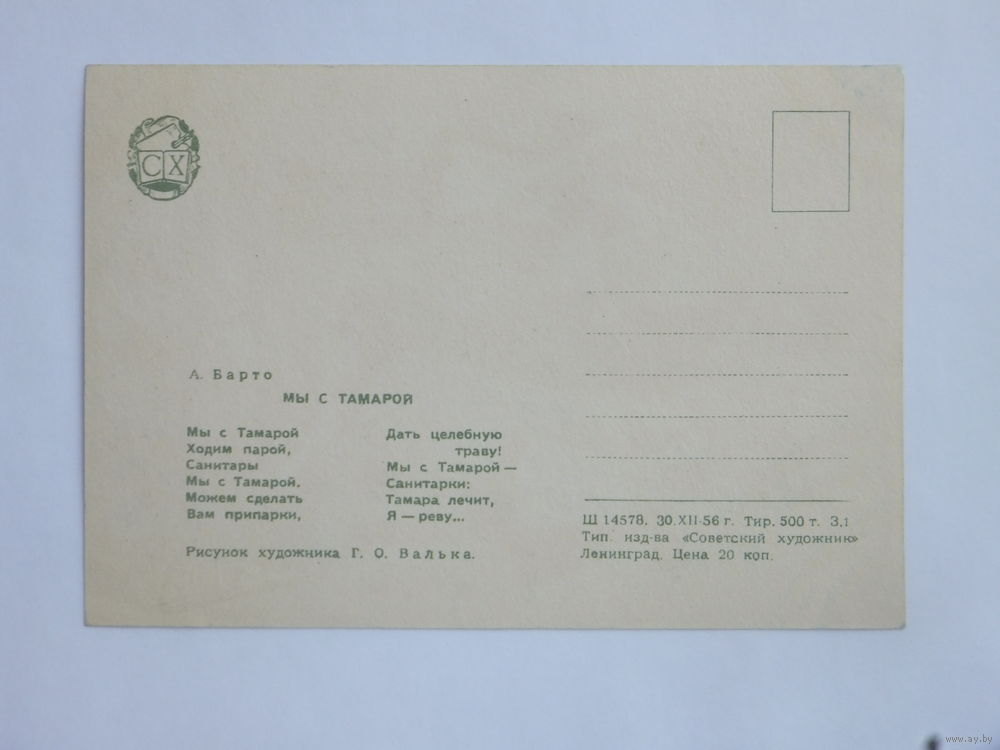 СХ
А. Барто
МЫ С ТАМАРОЙ
Мы с Тамарой
Ходим парой,
Санитары
Мы с Тамарой.
Можем сделать
Вам припарки,
Дать целебную
траву!
Мы с Тамарой —
Санитарки:
Тамара лечит,
Я — реву...
Рисунок художника Г. О. Валька.
Ш 14578. 30.XII-56 г. Тир. 500 т. З.1
Тип. изд-ва «Советский художник»
Ленинград. Цена 20 коп.
www.ay.by